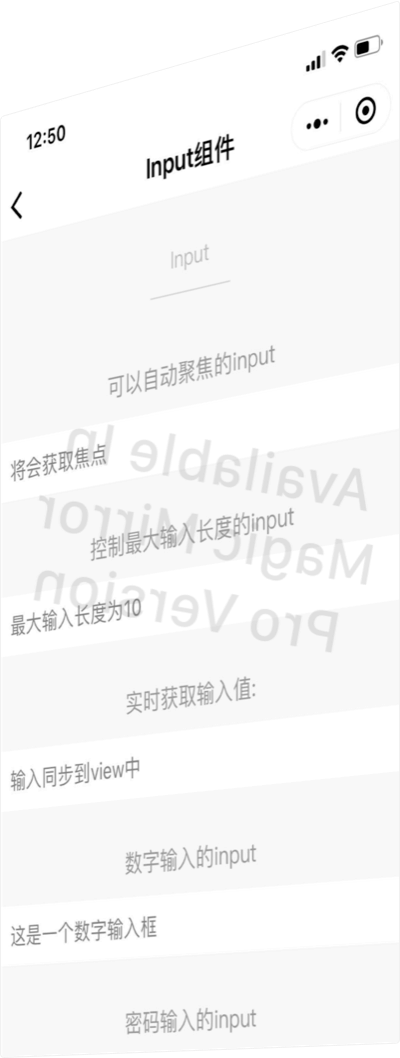 12:50
Input组件
Input
可以自动聚焦的input
将会获取焦点
控制最大输入长度的input
最大输入长度为10
实时获取输入值:
输入同步到view中
数字输入的input
这是一个数字输入框
密码输入的input
Available In
Magic Mirror
Pro Version